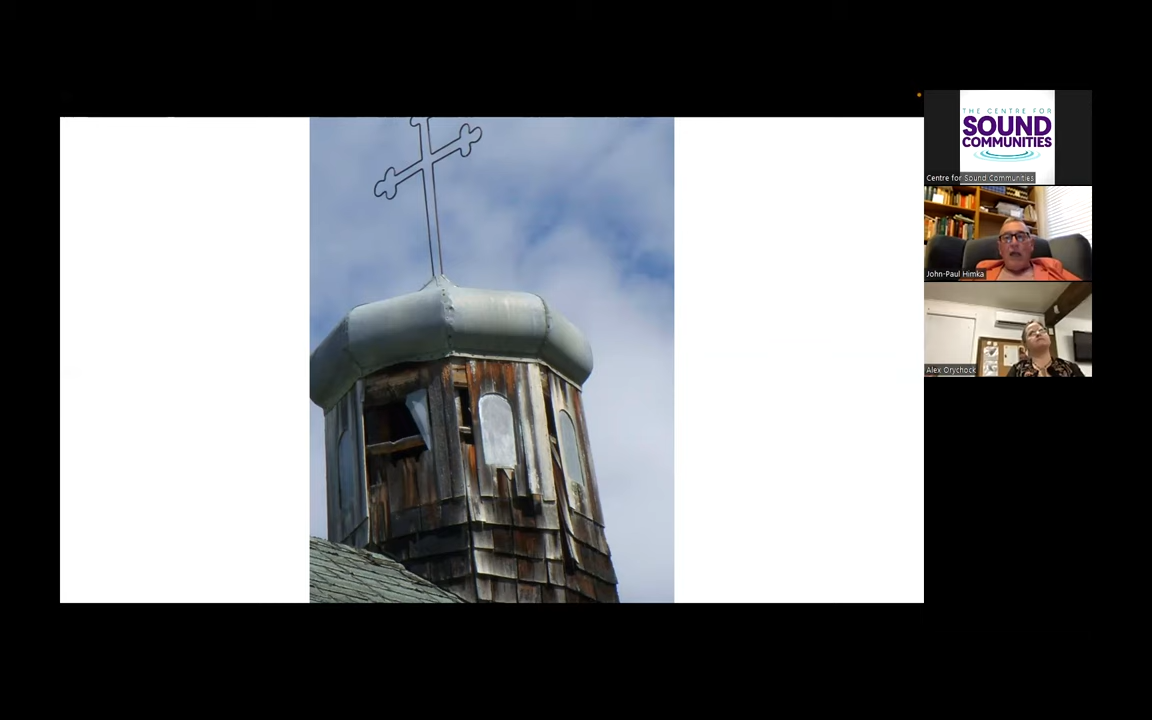 THE CENTRE FOR
SOUND
COMMUNITIES
Centre for Sound Communities
John-Paul Himka
Alex Orychock